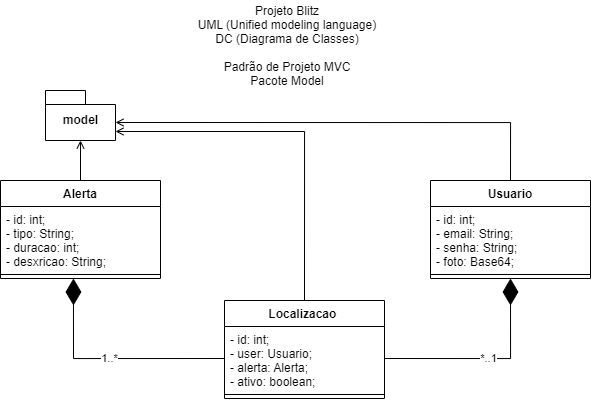 Projeto Blitz
UML (Unified modeling language)
DC (Diagrama de Classes)
Padrão de Projeto MVC
Pacote Model
model
Alerta
- id: int;
- tipo: String;
- duracao: int;
- desxricao: String;
Usuario
- id: int;
- email: String;
- senha: String;
- foto: Base64;
Localizacao
- id: int;
- user: Usuario;
- alerta: Alerta;
- ativo: boolean;
1..*
*..1